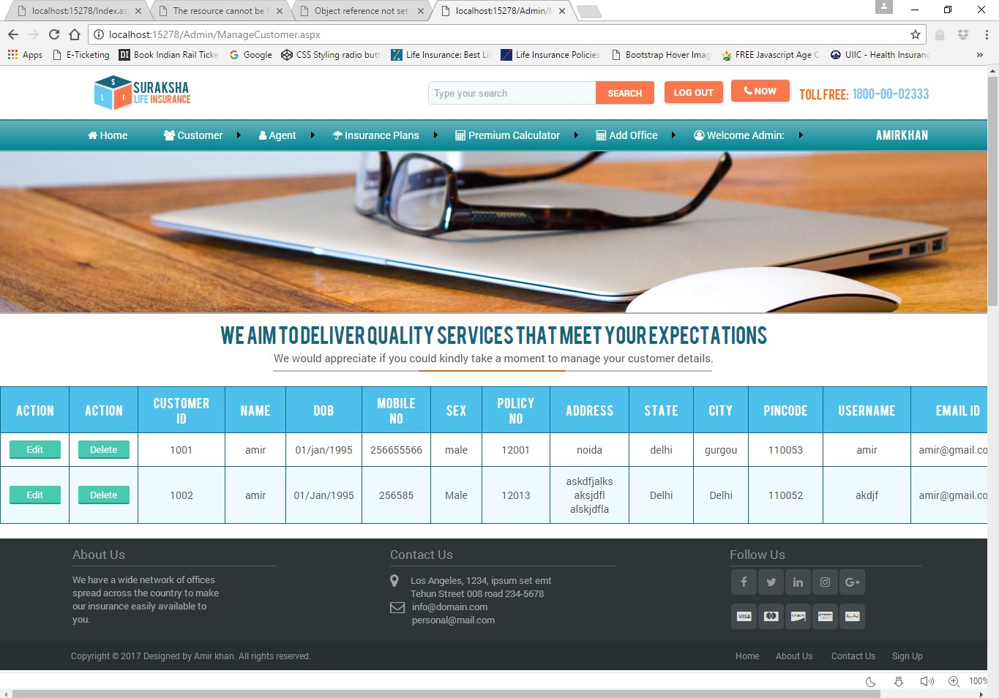 localhost:15278/Index.as
The resource cannot be f
Object reference not set
localhost:15278/Admin/M
localhost:15278/Admin/ManageCustomer.aspx
Apps E-Ticketing Book Indian Rail Ticke Google CSS Styling radio butt Life Insurance: Best Lif Life Insurance Policies Bootstrap Hover Imag FREE Javascript Age C UIIC - Health Insuranc »
S L I
SURAKSHA
LIFE INSURANCE
Type your search SEARCH LOG OUT NOW TOLL FREE: 1800-00-02333
Home Customer Agent Insurance Plans Premium Calculator Add Office Welcome Admin: AMIRKHAN
WE AIM TO DELIVER QUALITY SERVICES THAT MEET YOUR EXPECTATIONS
We would appreciate if you could kindly take a moment to manage your customer details.
ACTION ACTION CUSTOMER ID NAME DOB MOBILE NO SEX POLICY NO ADDRESS STATE CITY PINCODE USERNAME EMAIL ID
Edit Delete 1001 amir 01/jan/1995 256655566 male 12001 noida delhi gurgou 110053 amir amir@gmail.co
Edit Delete 1002 amir 01/Jan/1995 256585 Male 12013 askdfjalks aksjdfl alskjdfla Delhi Delhi 110052 akdjf amir@gmail.co
About Us
We have a wide network of offices
spread across the country to make
our insurance easily available to
you.
Contact Us
Los Angeles, 1234, ipsum set emt
Tehun Street 008 road 234-5678
info@domain.com
personal@mail.com
Follow Us
VISA
PayPal
Copyright © 2017 Designed by Amir khan. All rights reserved.
Home About Us Contact Us Sign Up
100%